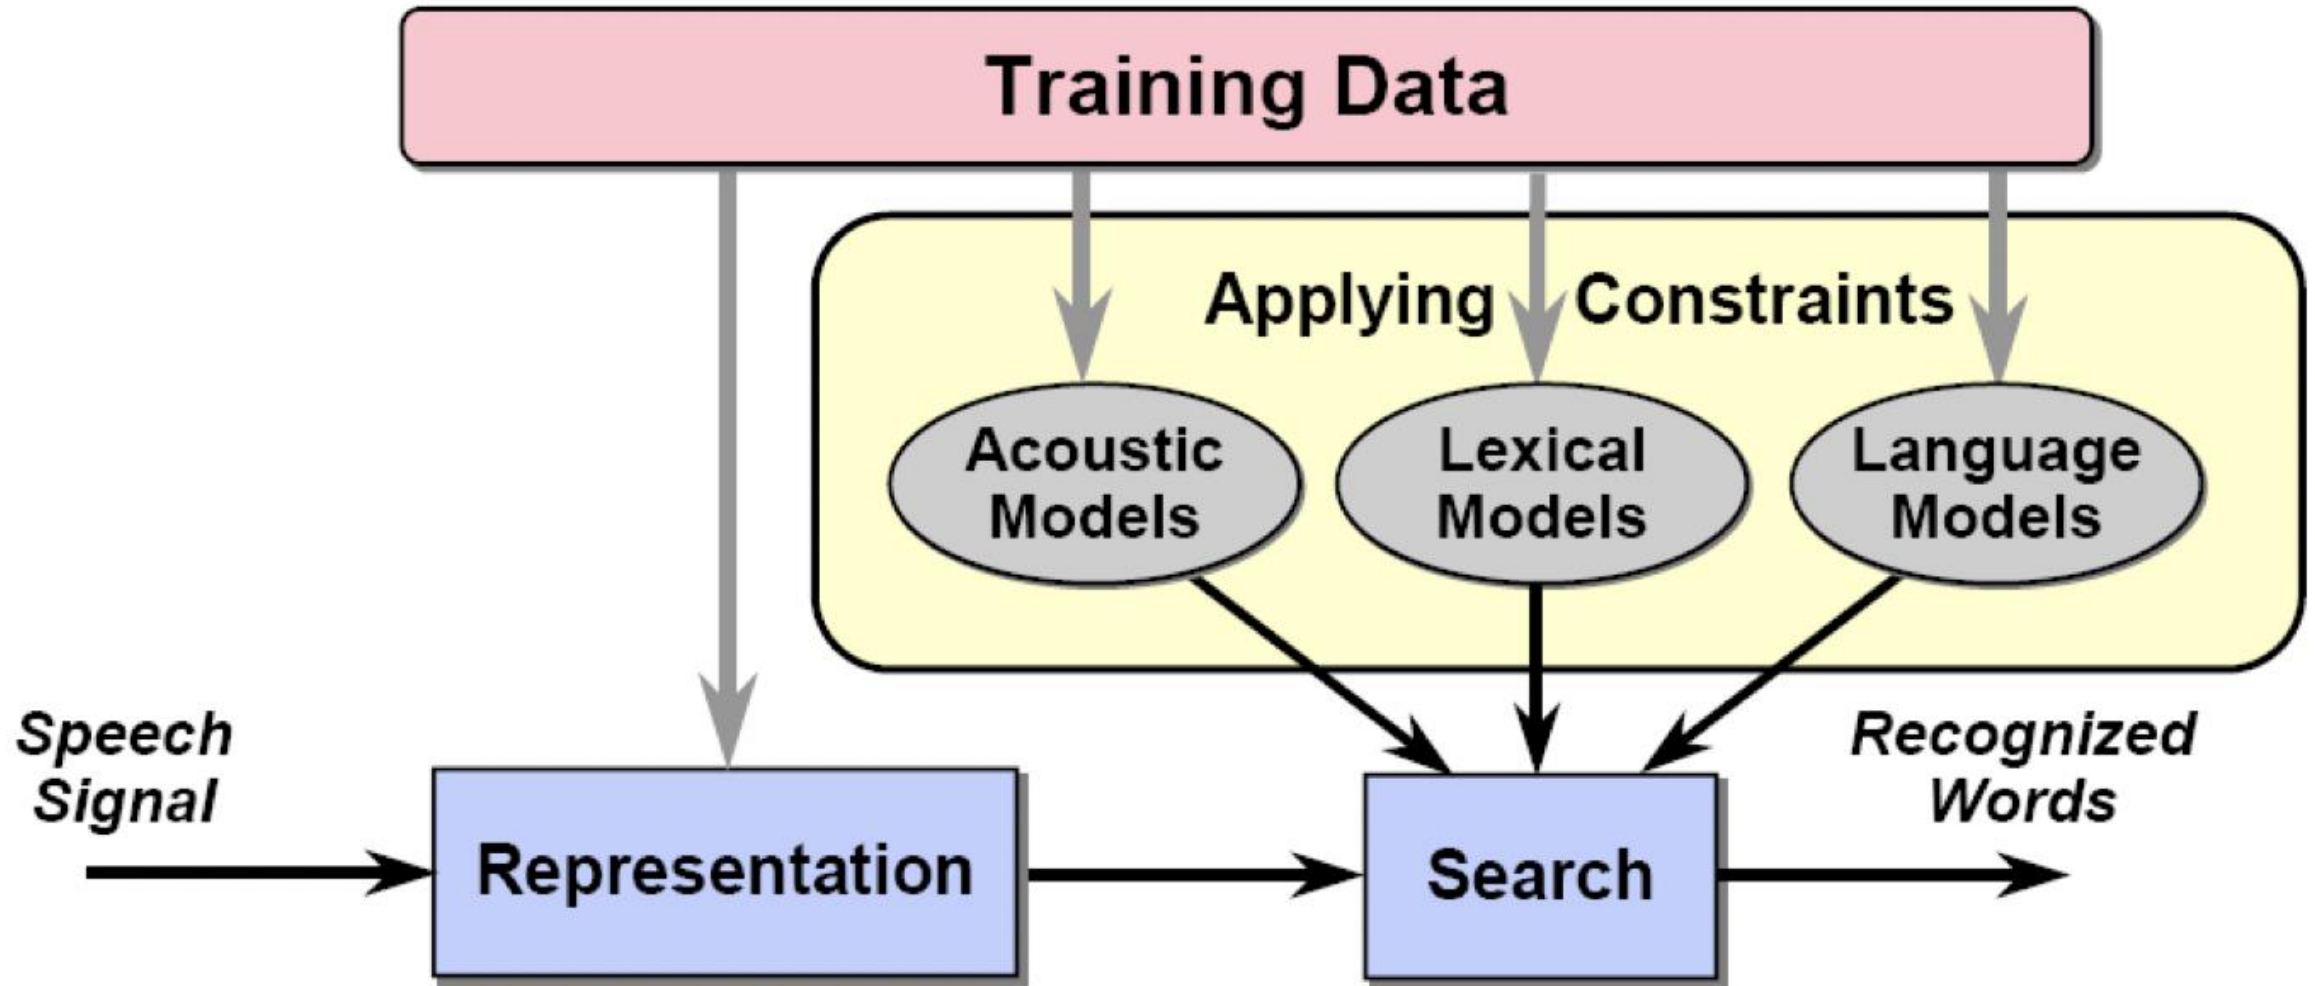 Training Data
Applying Constraints
Acoustic
Models
Lexical
Models
Language
Models
Speech
Signal
Recognized
Words
Representation
Search